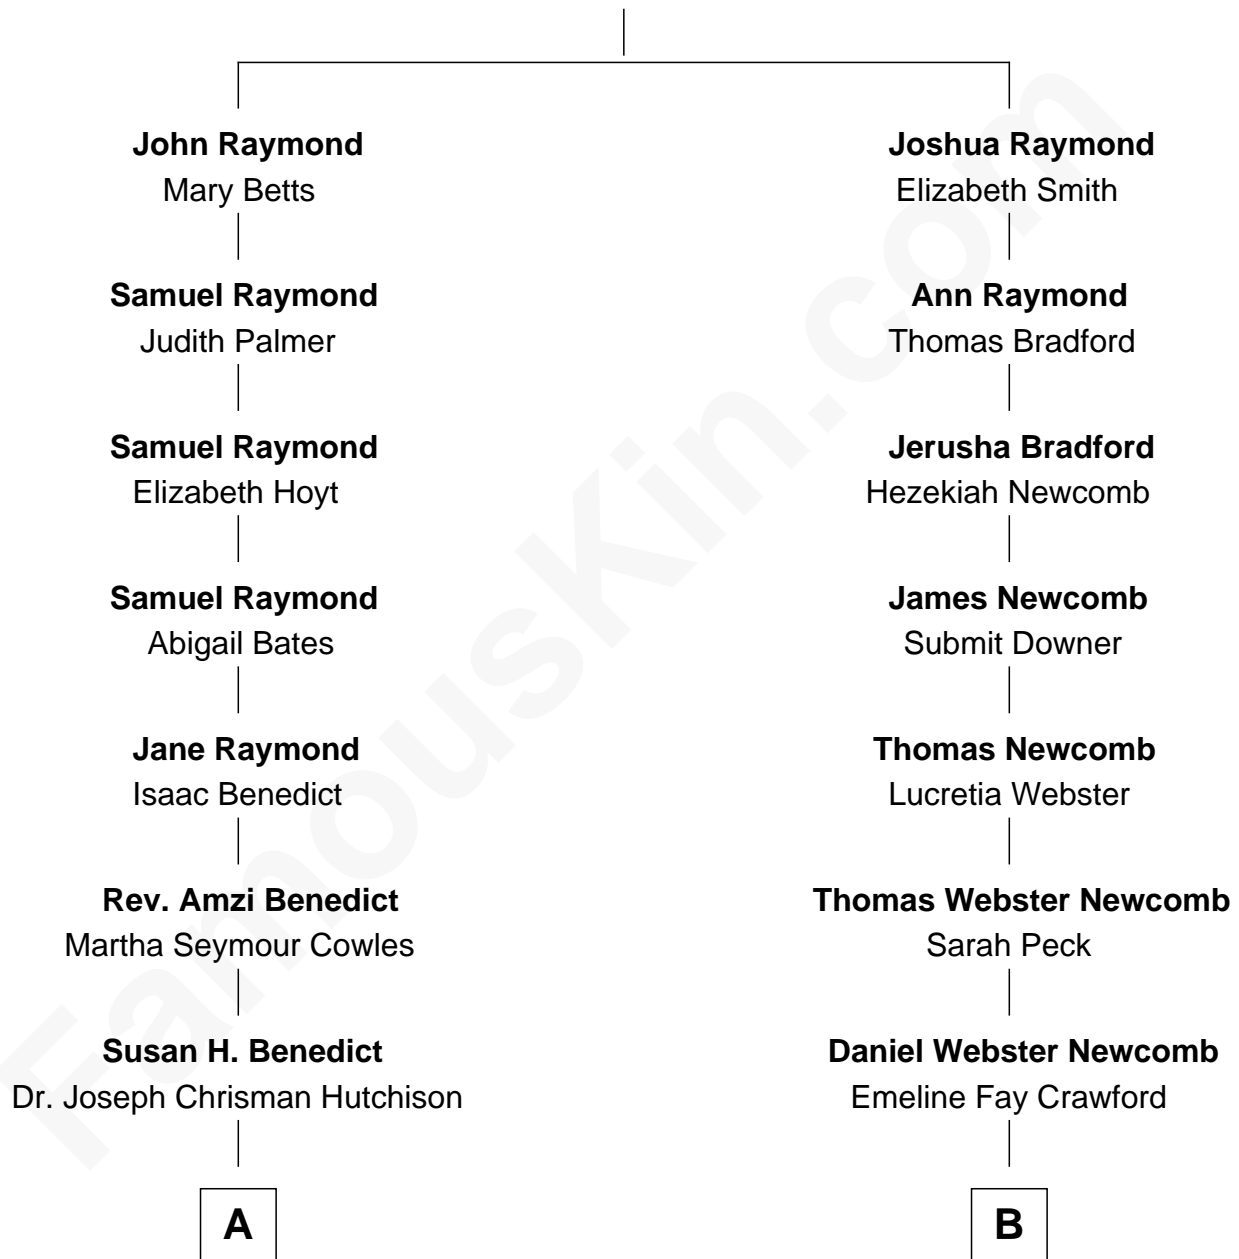 John Raymond
Mary Betts
Joshua Raymond
Elizabeth Smith
Samuel Raymond
Judith Palmer
Ann Raymond
Thomas Bradford
Samuel Raymond
Elizabeth Hoyt
Jerusha Bradford
Hezekiah Newcomb
Samuel Raymond
Abigail Bates
James Newcomb
Submit Downer
Jane Raymond
Isaac Benedict
Thomas Newcomb
Lucretia Webster
Rev. Amzi Benedict
Martha Seymour Cowles
Thomas Webster Newcomb
Sarah Peck
Susan H. Benedict
Dr. Joseph Chrisman Hutchison
Daniel Webster Newcomb
Emeline Fay Crawford
A
B
FamousKin.com